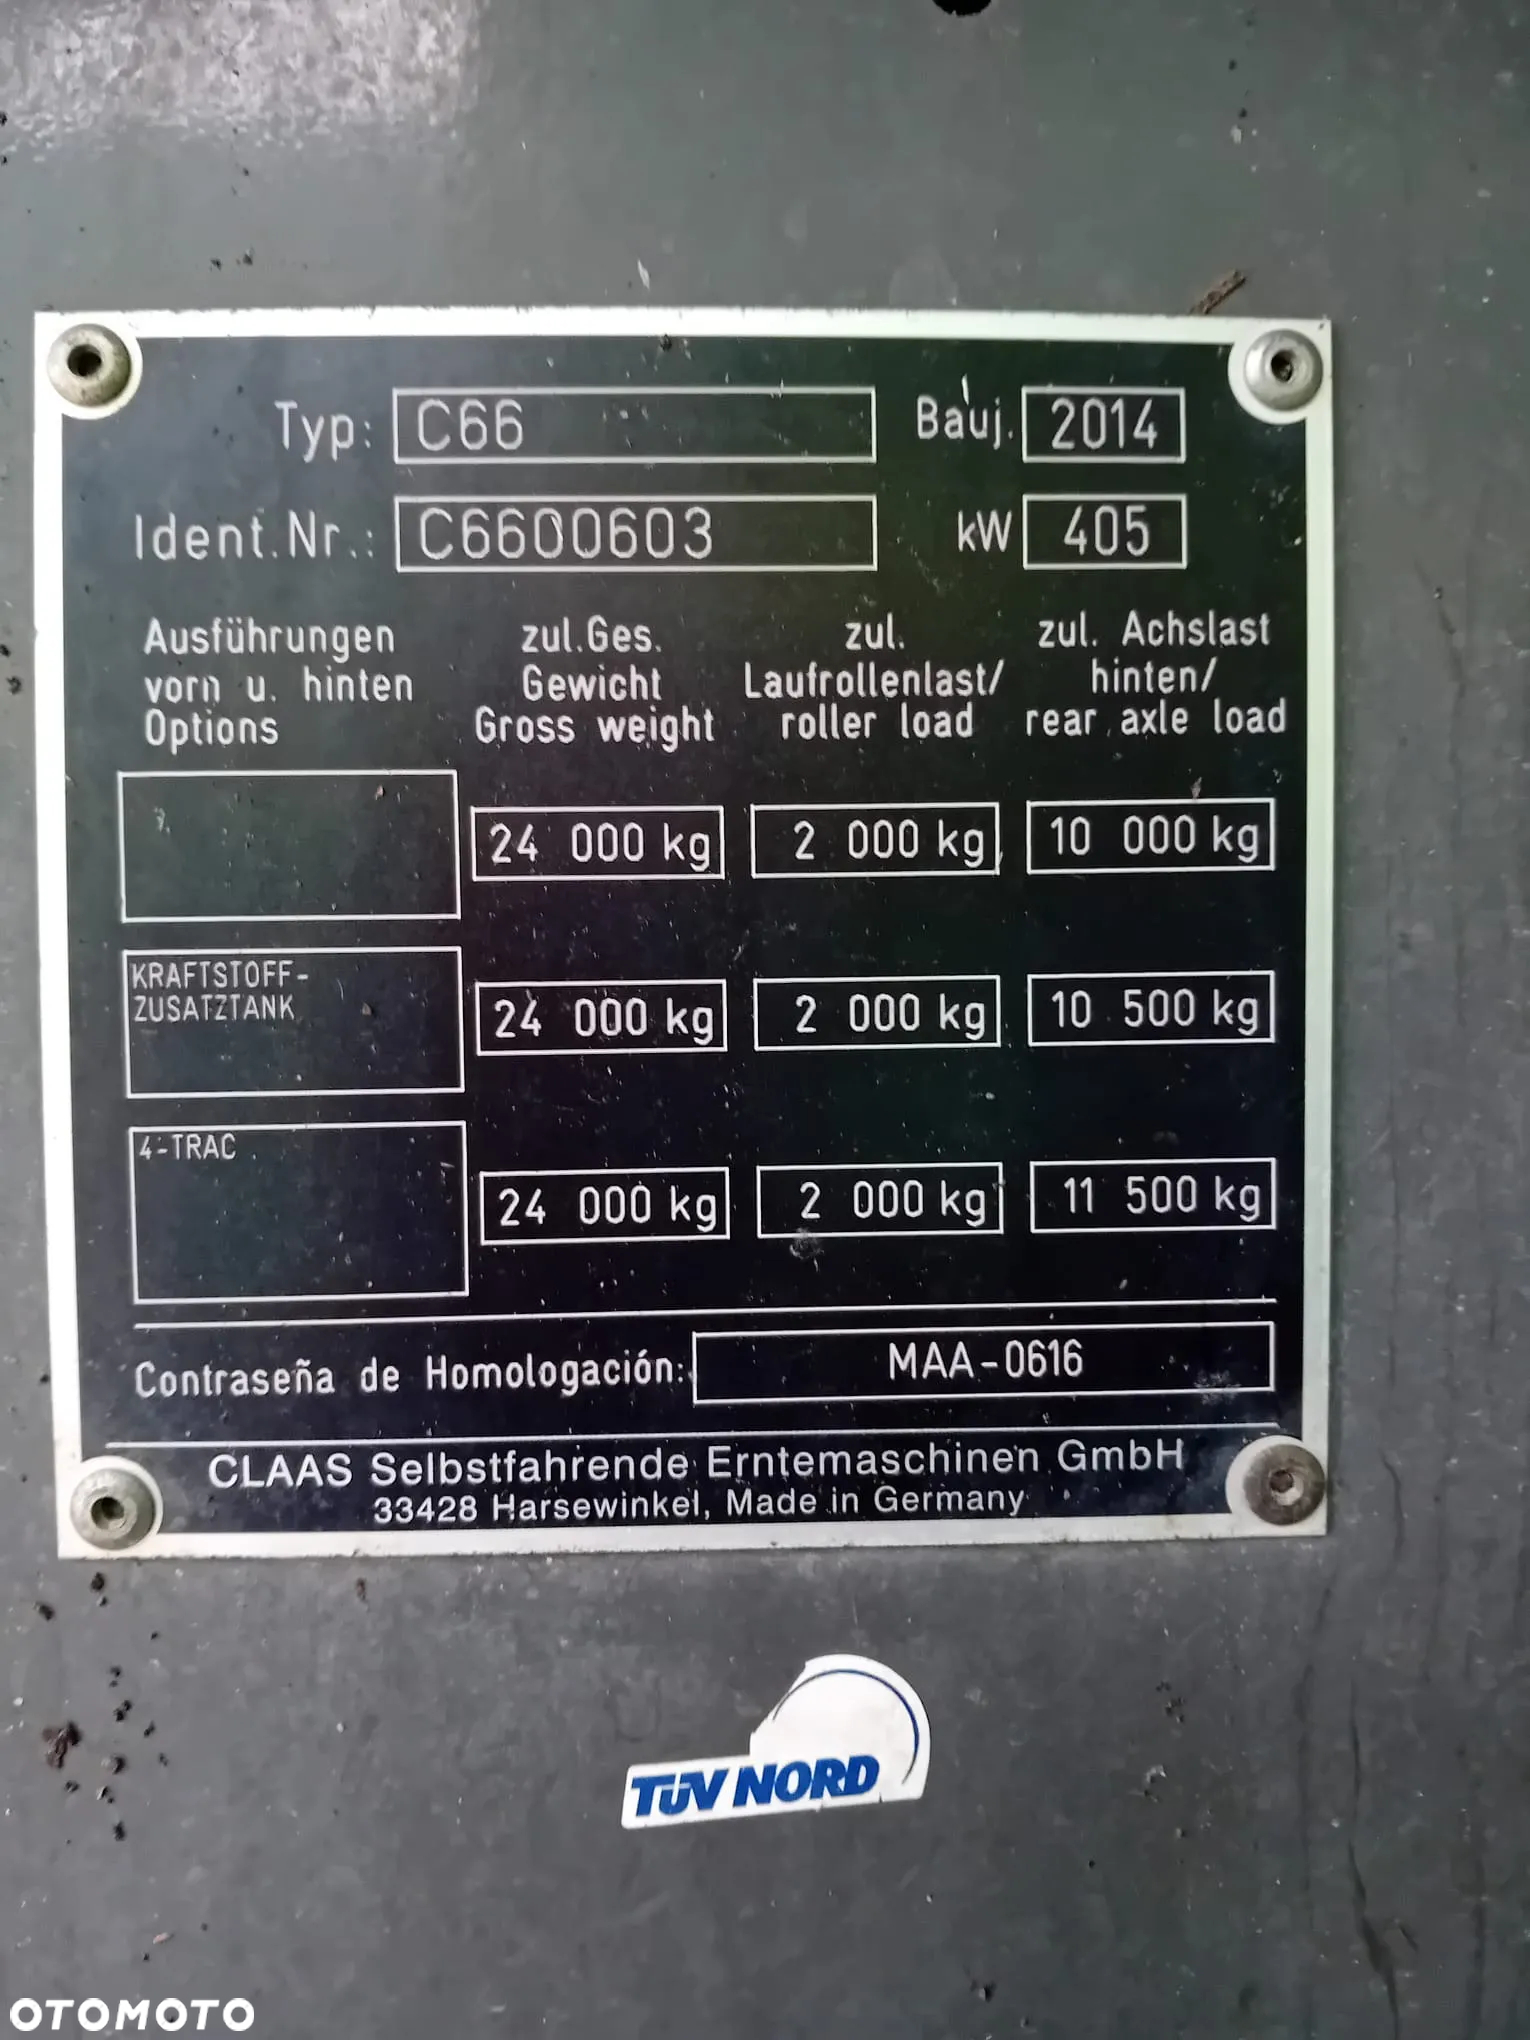 Typ: C66 Bauj. 2014
Ident.Nr.: C6600603 kW 405
Ausführungen zul.Ges. zul. zul. Achslast
vorn u. hinten Gewicht Laufrollenlast/ hinten/
Options Gross weight roller load rear axle load
24 000 kg 2 000 kg 10 000 kg
KRAFTSTOFF-
ZUSATZTANK
24 000 kg 2 000 kg 10 500 kg
4-TRAC
24 000 kg 2 000 kg 11 500 kg
Contraseña de Homologación: MAA-0616
CLAAS Selbstfahrende Erntemaschinen GmbH
33428 Harsewinkel, Made in Germany
TÜV NORD
OTOMOTO